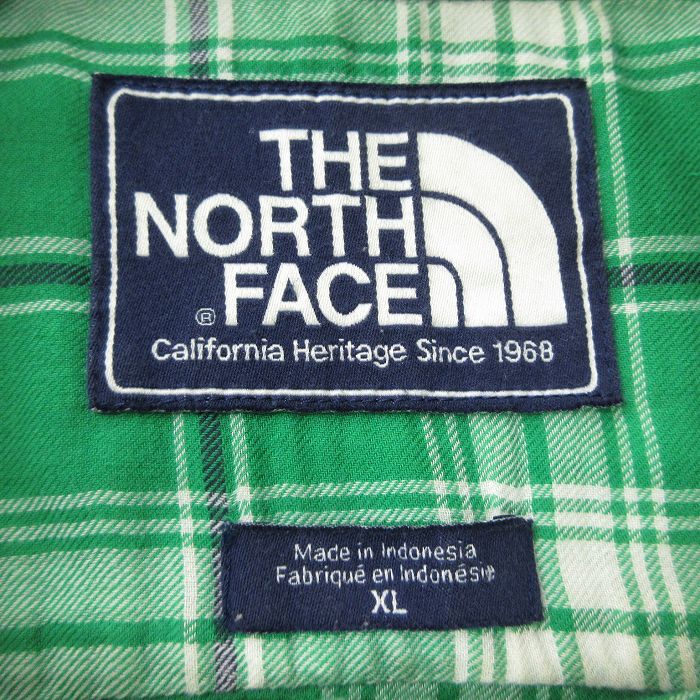 THE
NORTH
® FACE
California Heritage Since 1968
Made in Indonesia
Fabriqué en Indonésie
XL